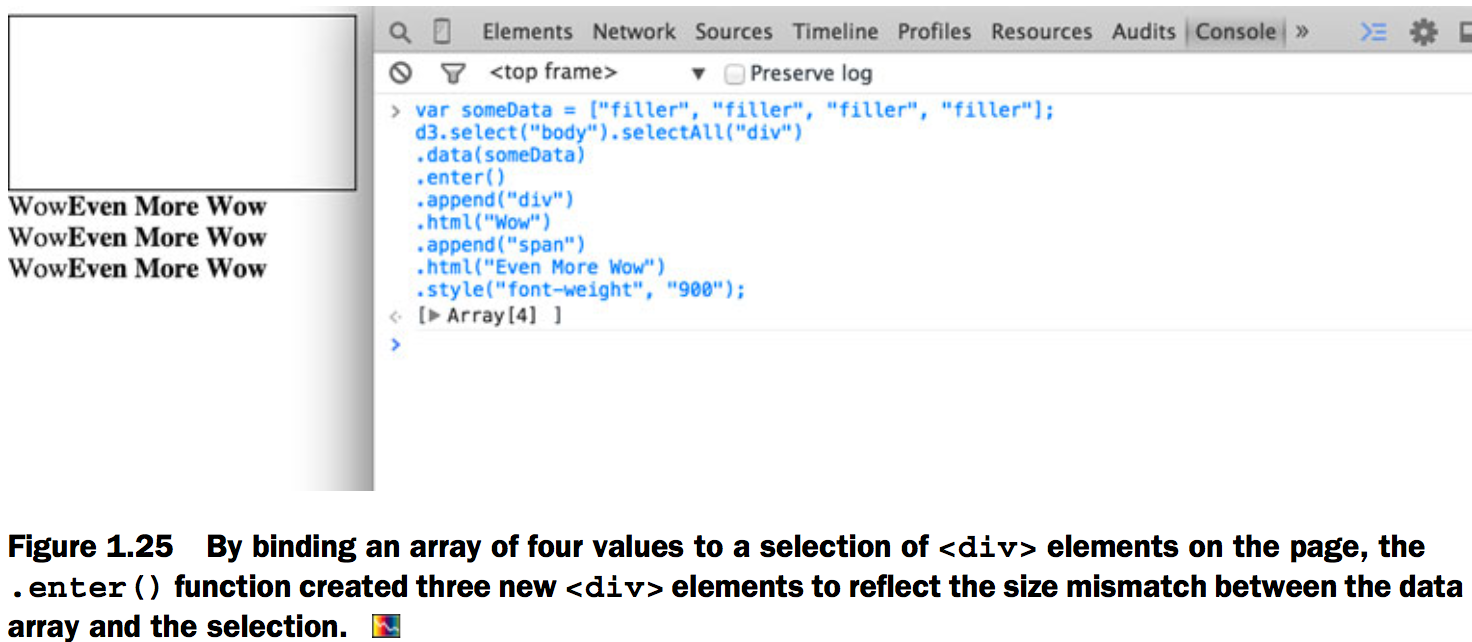 Elements Network Sources Timeline Profiles Resources Audits Console »
<top frame> ▼ Preserve log
> var someData = ["filler", "filler", "filler", "filler"];
d3.select("body").selectAll("div")
.data(someData)
.enter()
.append("div")
.html("Wow")
.append("span")
.html("Even More Wow")
.style("font-weight", "900");
<· [▶ Array[4] ]
>
WowEven More Wow
WowEven More Wow
WowEven More Wow
Figure 1.25 By binding an array of four values to a selection of <div> elements on the page, the
.enter() function created three new <div> elements to reflect the size mismatch between the data
array and the selection.